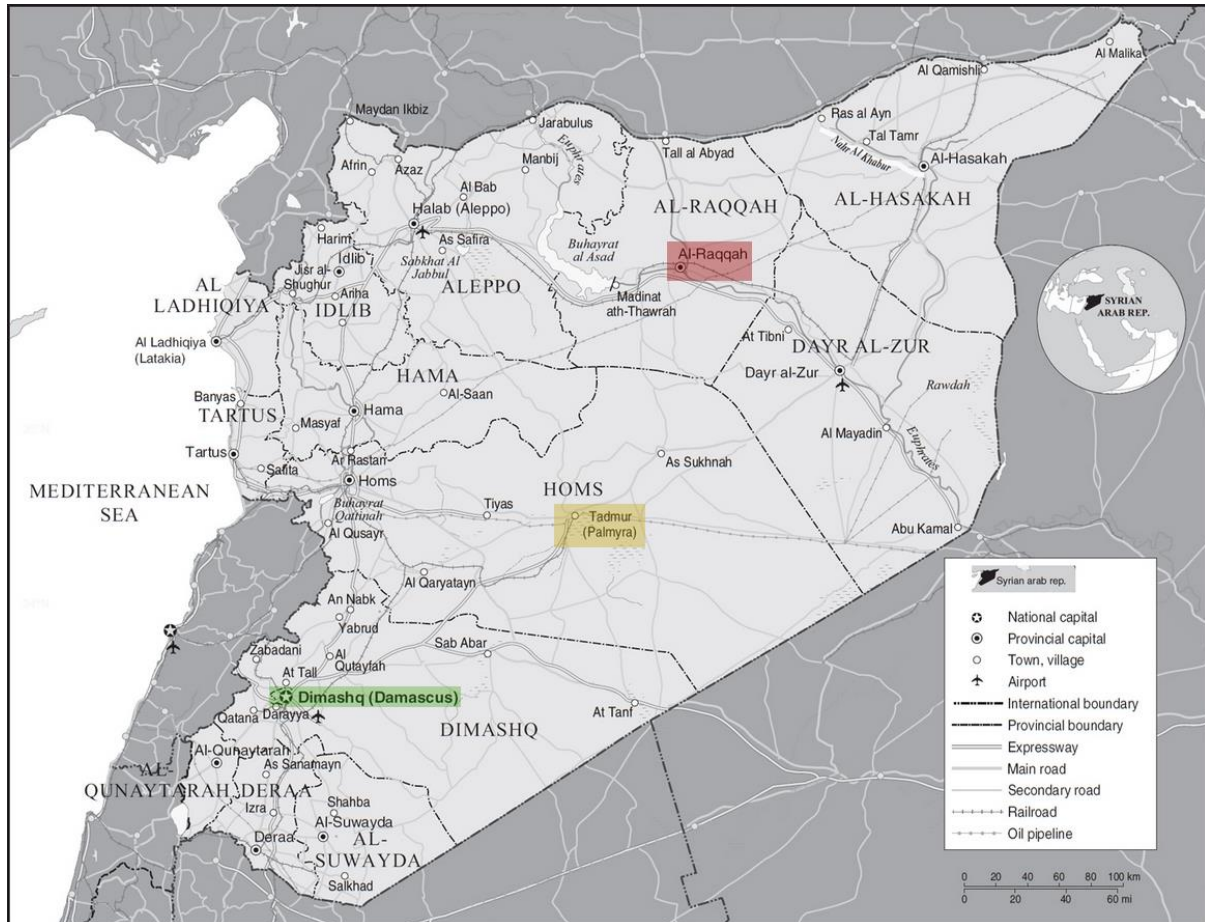 Al Malika
Al Qamishli
Maydan Ikbiz
Jarabulus
Ras al Ayn
Tal Tamr
Nahr Al Khabur
Tall al Abyad
Euphrates
Manbij
Afrin
Azaz
Al-Hasakah
Al Bab
AL-RAQQAH
AL-HASAKAH
Halab (Aleppo)
Harim
As Safira
Buhayrat
al Asad
Al-Raqqah
Idlib
Sabkhat Al
Jabbul
Jisr al-
Shughur
ALEPPO
AL
LADHIQIYA
Ariha
IDLIB
Madinat
ath-Thawrah
SYRIAN
ARAB REP.
At Tibni
DAYR AL-ZUR
Al Ladhiqiya
(Latakia)
HAMA
Dayr al-Zur
Rawdah
Banyas
Al-Saan
TARTUS
Hama
Masyaf
Al Mayadin
Euphrates
Tartus
Ar Rastan
Safita
As Sukhnah
Homs
MEDITERRANEAN
SEA
HOMS
Buhayrat
Qattinah
Tiyas
Tadmur
(Palmyra)
Al Qusayr
Abu Kamal
Al Qaryatayn
An Nabk
Yabrud
Zabadani
Al
Qutaylah
Sab Abar
At Tall
Dimashq (Damascus)
Qatana
Darayya
At Tanf
DIMASHQ
Al-Qunaytarah
As Sanamayn
AL-
QUNAYTARAH
DERAA
Izra
Shahba
Al-Suwayda
Deraa
AL-
SUWAYDA
Salkhad
Syrian arab rep.
National capital
Provincial capital
Town, village
Airport
International boundary
Provincial boundary
Expressway
Main road
Secondary road
Railroad
Oil pipeline
0 20 40 60 80 100 km
0 20 40 60 mi